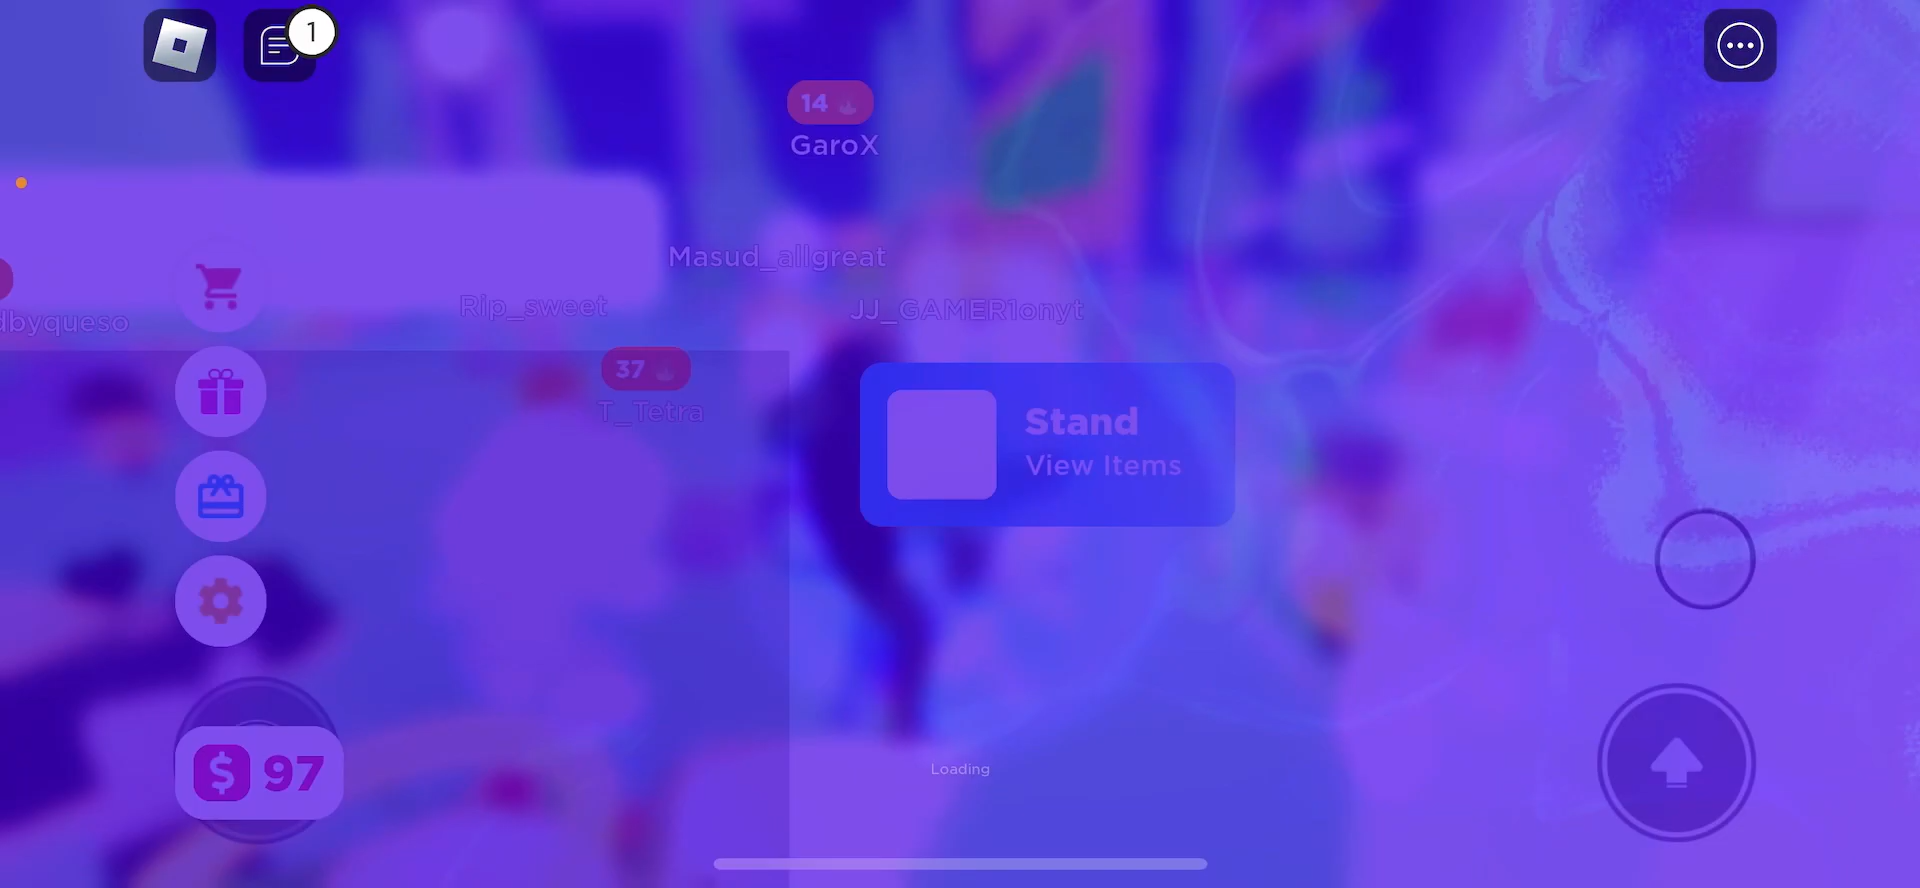 1
14
GaroX
Masud_allgreat
Rip_sweet
JJ_GAMER1onyt
dbyqueso
37
T_Tetra
Stand
View Items
$ 97
Loading